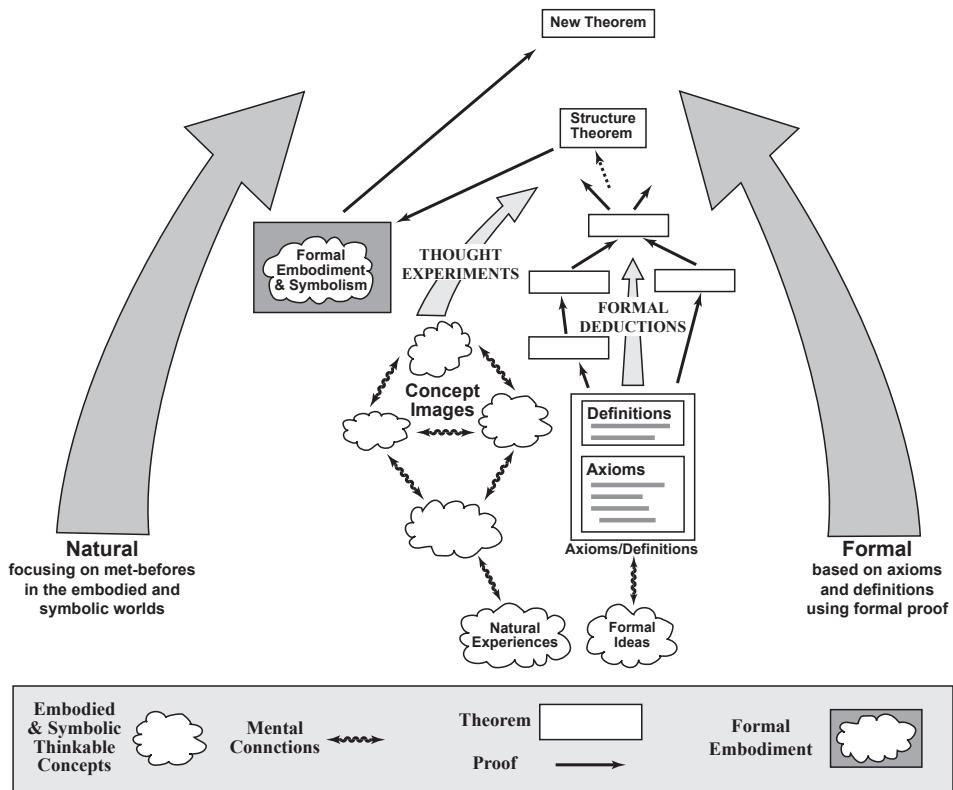 New Theorem
Structure
Theorem
Formal
Embodiment
& Symbolism
THOUGHT
EXPERIMENTS
FORMAL
DEDUCTIONS
Concept
Images
Definitions
Axioms
Axioms/Definitions
Natural
focusing on met-befores
in the embodied and
symbolic worlds
Formal
based on axioms
and definitions
using formal proof
Natural
Experiences
Formal
Ideas
Embodied
& Symbolic
Thinkable
Concepts
Mental
Connctions
Theorem
Proof
Formal
Embodiment